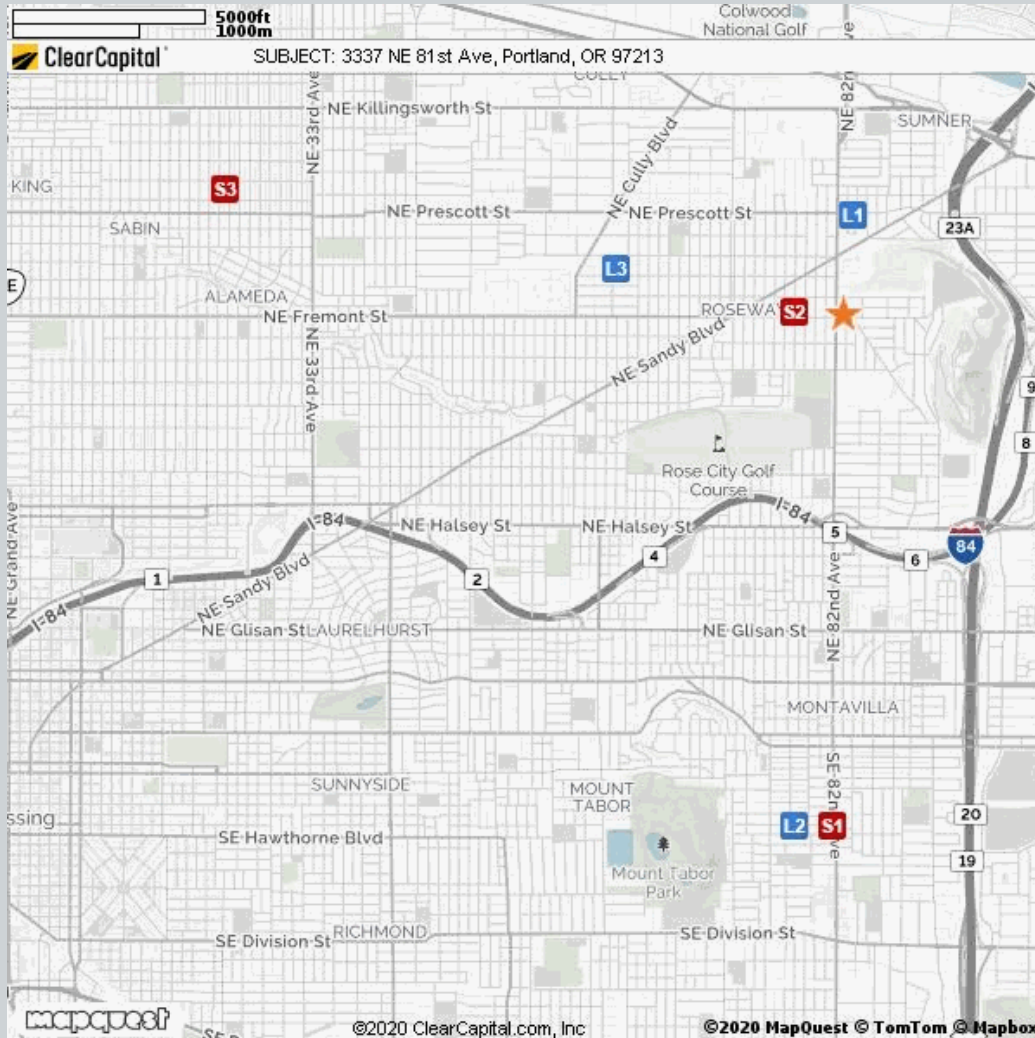 5000ft
1000m
Colwood
National Golf
ClearCapital
SUBJECT: 3337 NE 81st Ave, Portland, OR 97213
CULLY
NE 33rd Ave
NE Killingsworth St
NE 82n
SUMNER
NE Cully Blvd
KING
S3
NE Prescott St
NE Prescott St
L1
SABIN
23A
L3
E
ALAMEDA
NE Fremont St
ROSEWA
S2
NE 33rd Ave
NE Sandy Blvd
9
8
Rose City Golf
Course
NE Grand Ave
I-84
NE Halsey St
NE Halsey St
I-84
5
84
6
4
2
1
NE Sandy Blvd
I-84
NE 82nd Ave
NE Glisan St
LAURELHURST
NE Glisan St
MONTAVILLA
SUNNYSIDE
MOUNT
TABOR
SE 82n
ve
ssing
SE Hawthorne Blvd
L2
S1
20
19
Mount Tabor
Park
SE Division St
RICHMOND
SE Division St
mapquest
©2020 ClearCapital.com, Inc
©2020 MapQuest © TomTom © Mapbox